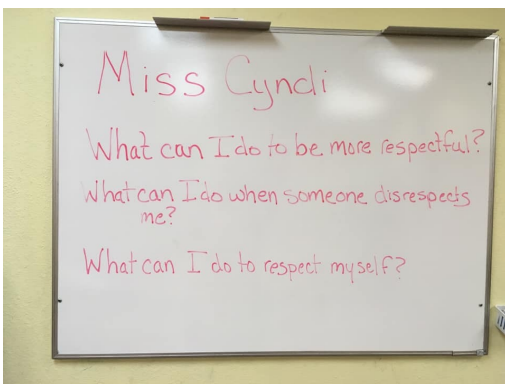 Miss Cyndi
What can I do to be more respectful?
What can I do when someone disrespects
me?
What can I do to respect myself?